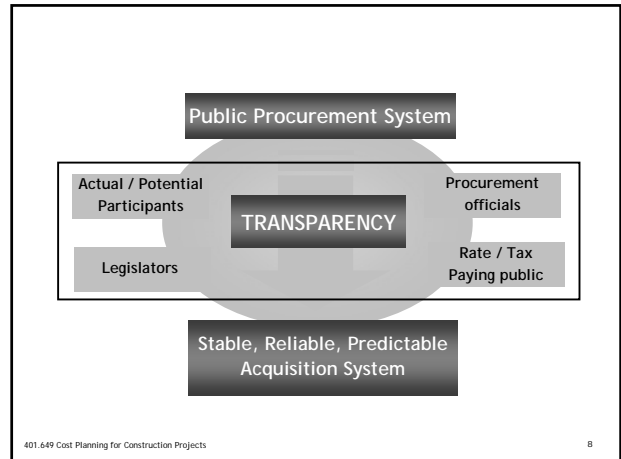 Public Procurement System
Actual / Potential
Participants
Procurement
officials
TRANSPARENCY
Legislators
Rate / Tax
Paying public
Stable, Reliable, Predictable
Acquisition System
401.649 Cost Planning for Construction Projects
8